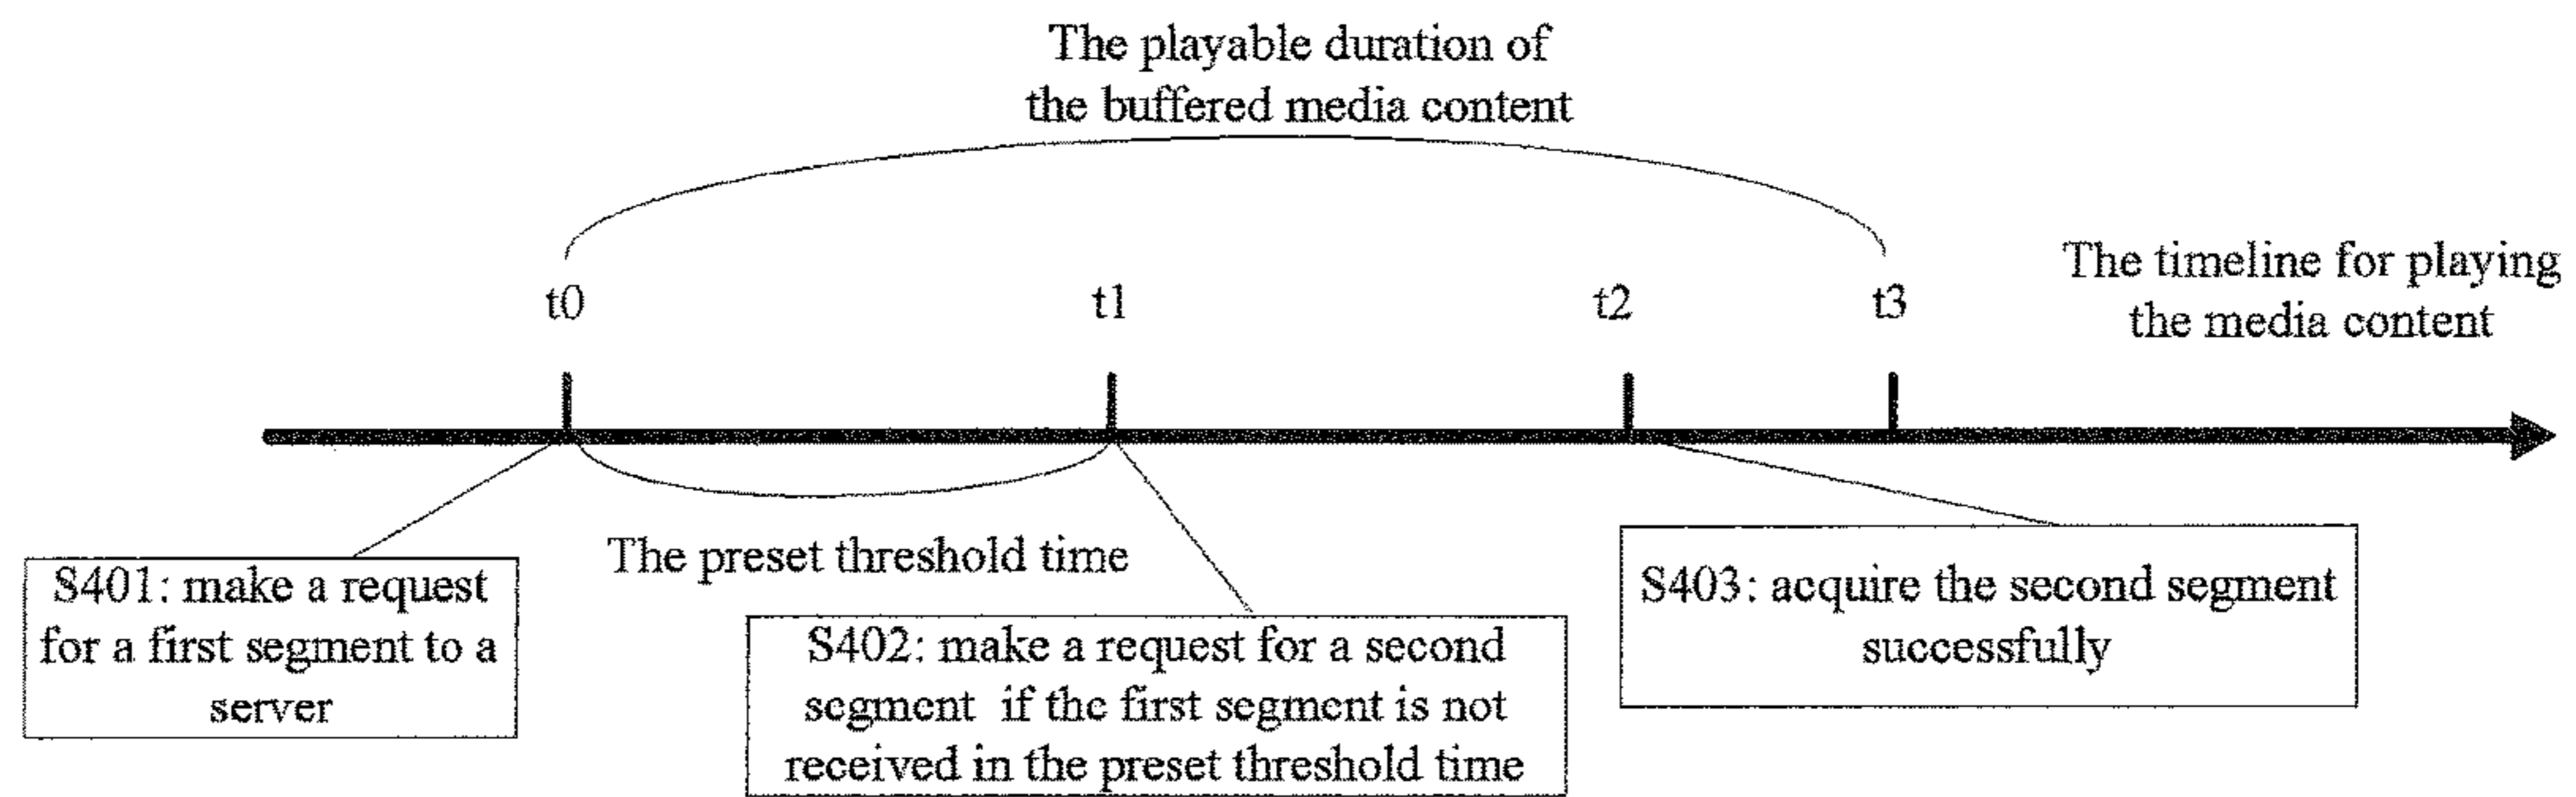 The playable duration of
the buffered media content
t0
t1
t2
t3
The timeline for playing
the media content
S401: make a request
for a first segment to a
server
The preset threshold time
S402: make a request for a second
segment if the first segment is not
received in the preset threshold time
S403: acquire the second segment
successfully